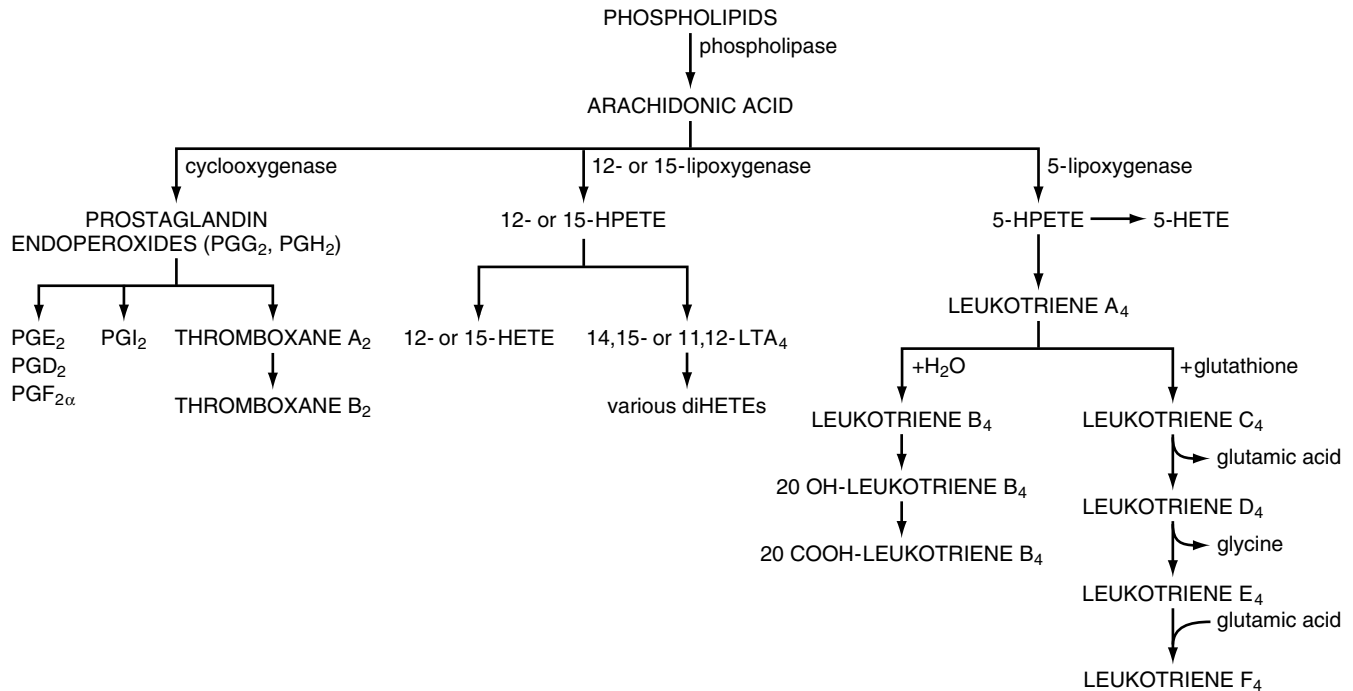 PHOSPHOLIPIDS
phospholipase
ARACHIDONIC ACID
cyclooxygenase
12- or 15-lipoxygenase
5-lipoxygenase
PROSTAGLANDIN
ENDOPEROXIDES (PGG₂, PGH₂)
12- or 15-HPETE
5-HPETE
5-HETE
LEUKOTRIENE A₄
PGE₂
PGD₂
PGF₂α
PGI₂
THROMBOXANE A₂
THROMBOXANE B₂
12- or 15-HETE
14,15- or 11,12-LTA₄
various diHETEs
+H₂O
+glutathione
LEUKOTRIENE B₄
20 OH-LEUKOTRIENE B₄
20 COOH-LEUKOTRIENE B₄
LEUKOTRIENE C₄
glutamic acid
LEUKOTRIENE D₄
glycine
LEUKOTRIENE E₄
glutamic acid
LEUKOTRIENE F₄